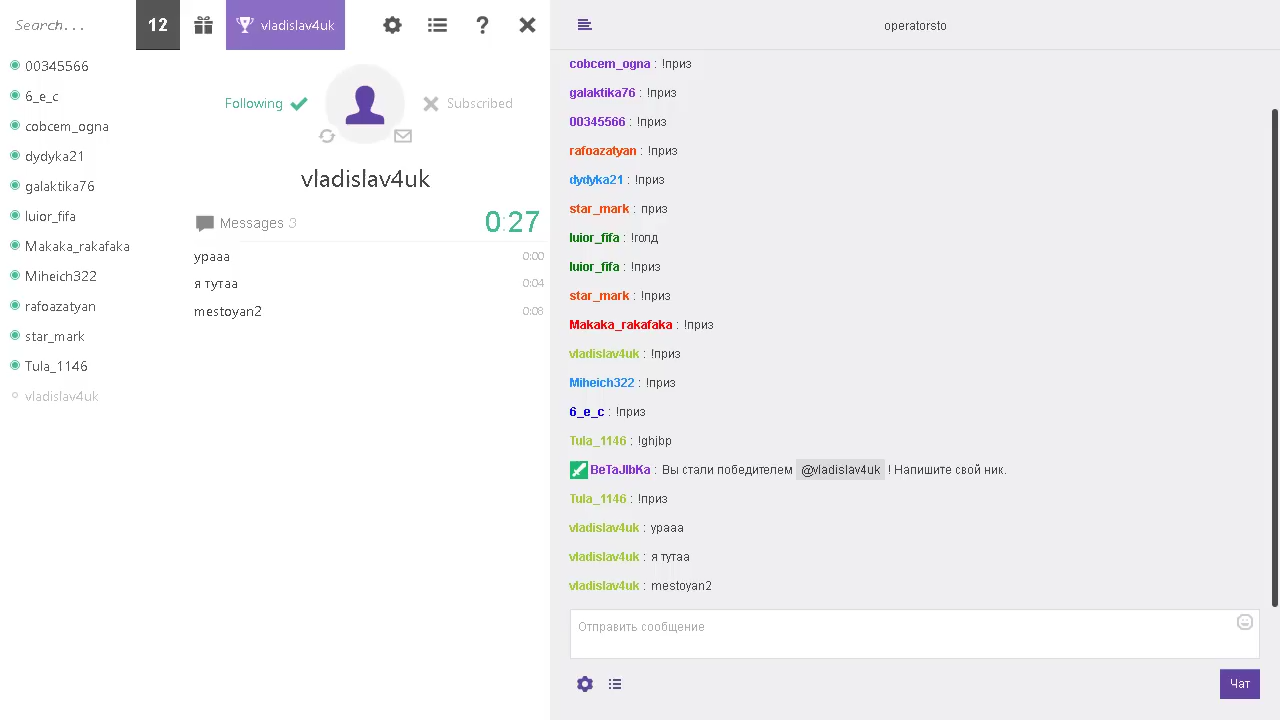 Search...
12
vladislav4uk
?
00345566
6_e_c
cobcem_ogna
dydyka21
galaktika76
luior_fifa
Makaka_rakafaka
Miheich322
rafoazatyan
star_mark
Tula_1146
vladislav4uk
Following
Subscribed
vladislav4uk
Messages 3
0:27
урааа 0:00
я тутаа 0:04
mestoyan2 0:08
operatorstv
cobcem_ogna : !приз
galaktika76 : !приз
00345566 : !приз
rafoazatyan : !приз
dydyka21 : !приз
star_mark : приз
luior_fifa : !голд
luior_fifa : !приз
star_mark : !приз
Makaka_rakafaka : !приз
vladislav4uk : !приз
Miheich322 : !приз
6_e_c : !приз
Tula_1146 : !ghjbp
BeTaJIbKa : Вы стали победителем @vladislav4uk ! Напишите свой ник.
Tula_1146 : !приз
vladislav4uk : урааа
vladislav4uk : я тутаа
vladislav4uk : mestoyan2
Отправить сообщение
Чат